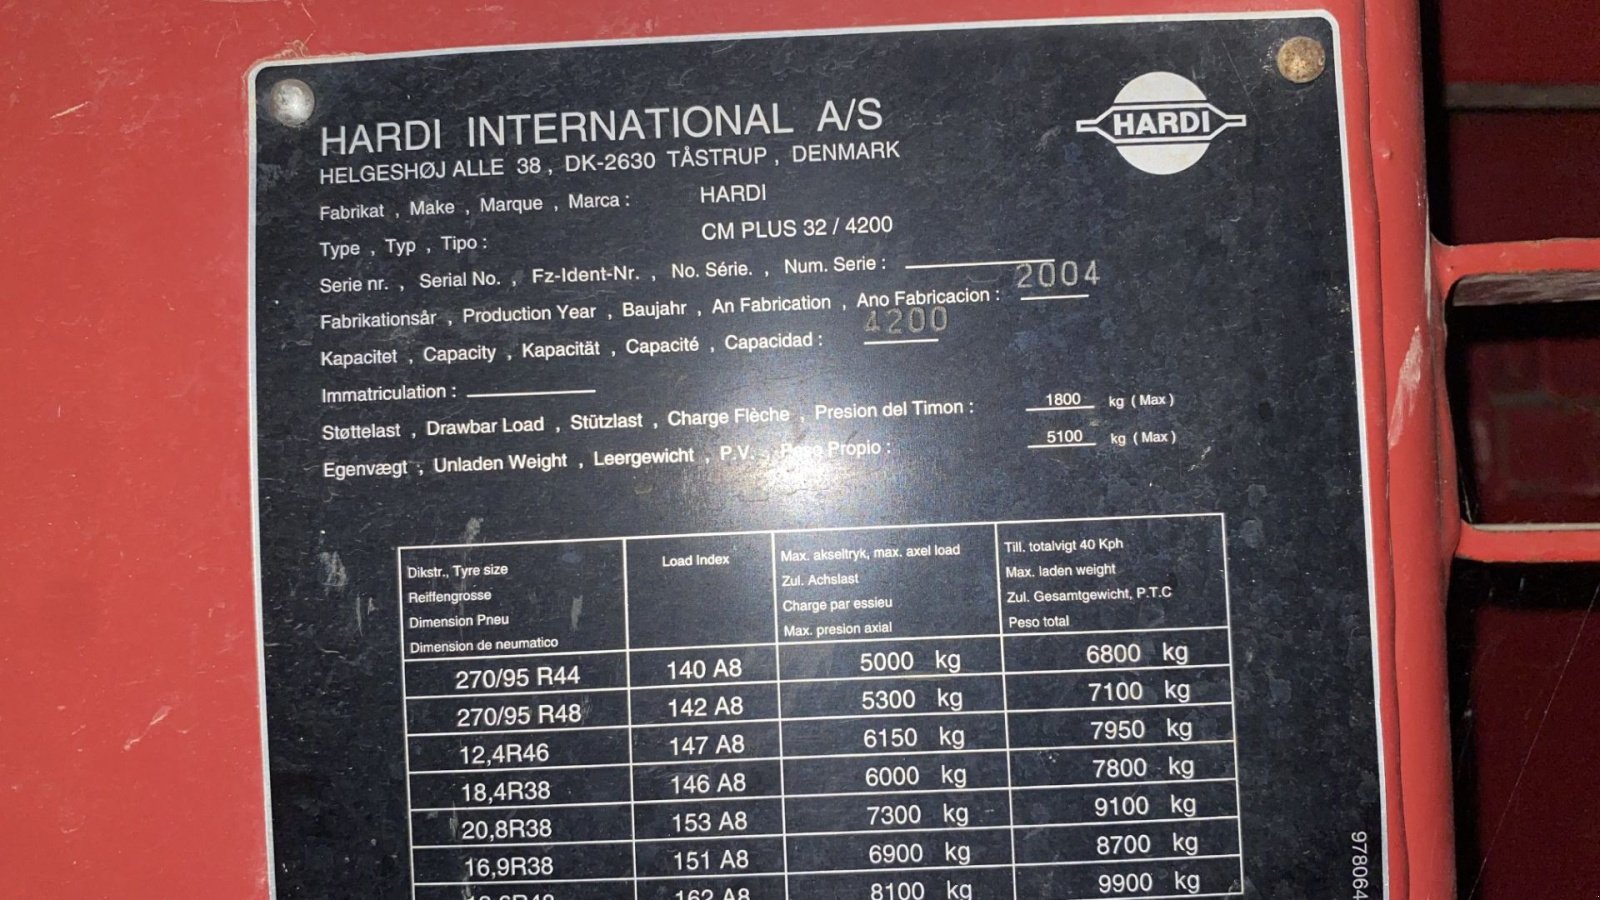 HARDI INTERNATIONAL A/S
HARDI
HELGESHØJ ALLE 38, DK-2630 TÅSTRUP, DENMARK
Fabrikat, Make, Marque, Marca: HARDI
Type, Typ, Tipo: CM PLUS 32 / 4200
Serie nr., Serial No., Fz-Ident-Nr., No. Série., Num. Serie:
Fabrikationsår, Production Year, Baujahr, An Fabrication, Ano Fabricacion: 2004
Kapacitet, Capacity, Kapacität, Capacité, Capacidad: 4200
Immatriculation:
Støttelast, Drawbar Load, Stützlast, Charge Flèche, Presion del Timon: 1800 kg (Max)
Egenvægt, Unladen Weight, Leergewicht, P.V., Peso Propio: 5100 kg (Max)
Dikstr., Tyre size
Reiffengrosse
Dimension Pneu
Dimension de neumatico
Load Index
Max. akseltryk, max. axel load
Zul. Achslast
Charge par essieu
Max. presion axial
Till. totalvigt 40 Kph
Max. laden weight
Zul. Gesamtgewicht, P.T.C
Peso total
270/95 R44 140 A8 5000 kg 6800 kg
270/95 R48 142 A8 5300 kg 7100 kg
12,4R46 147 A8 6150 kg 7950 kg
18,4R38 146 A8 6000 kg 7800 kg
20,8R38 153 A8 7300 kg 9100 kg
16,9R38 151 A8 6900 kg 8700 kg
162 A8 8100 kg 9900 kg
978064